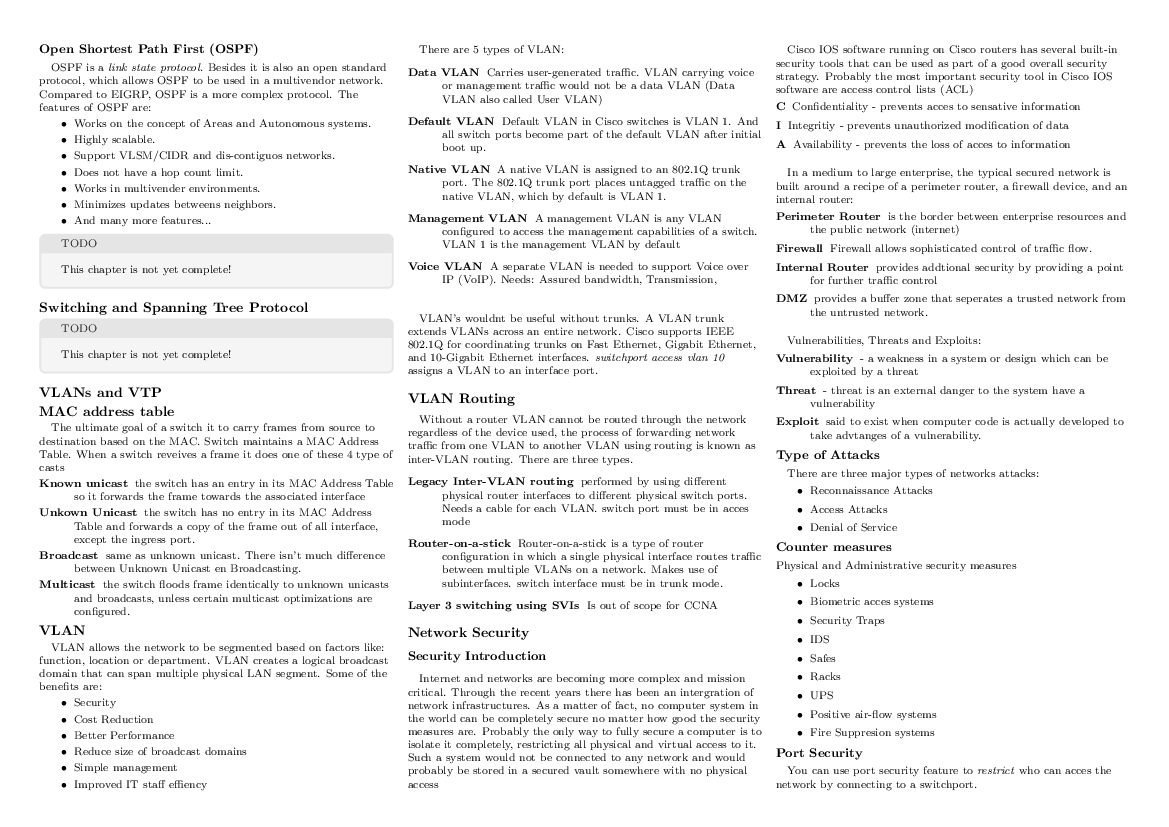 Open Shortest Path First (OSPF)
OSPF is a link state protocol. Besides it is also an open standard
protocol, which allows OSPF to be used in a multivendor network.
Compared to EIGRP, OSPF is a more complex protocol. The
features of OSPF are:
• Works on the concept of Areas and Autonomous systems.
• Highly scalable.
• Support VLSM/CIDR and dis-contiguos networks.
• Does not have a hop count limit.
• Works in multivender environments.
• Minimizes updates betweens neighbors.
• And many more features...
TODO
This chapter is not yet complete!
Switching and Spanning Tree Protocol
TODO
This chapter is not yet complete!
VLANs and VTP
MAC address table
The ultimate goal of a switch it to carry frames from source to
destination based on the MAC. Switch maintains a MAC Address
Table. When a switch reveives a frame it does one of these 4 type of
casts
Known unicast the switch has an entry in its MAC Address Table
so it forwards the frame towards the associated interface
Unkown Unicast the switch has no entry in its MAC Address
Table and forwards a copy of the frame out of all interface,
except the ingress port.
Broadcast same as unknown unicast. There isn't much difference
between Unknown Unicast en Broadcasting.
Multicast the switch floods frame identically to unknown unicasts
and broadcasts, unless certain multicast optimizations are
configured.
VLAN
VLAN allows the network to be segmented based on factors like:
function, location or department. VLAN creates a logical broadcast
domain that can span multiple physical LAN segment. Some of the
benefits are:
• Security
• Cost Reduction
• Better Performance
• Reduce size of broadcast domains
• Simple management
• Improved IT staff effiency
There are 5 types of VLAN:
Data VLAN Carries user-generated traffic. VLAN carrying voice
or management traffic would not be a data VLAN (Data
VLAN also called User VLAN)
Default VLAN Default VLAN in Cisco switches is VLAN 1. And
all switch ports become part of the default VLAN after initial
boot up.
Native VLAN A native VLAN is assigned to an 802.1Q trunk
port. The 802.1Q trunk port places untagged traffic on the
native VLAN, which by default is VLAN 1.
Management VLAN A management VLAN is any VLAN
configured to access the management capabilities of a switch.
VLAN 1 is the management VLAN by default
Voice VLAN A separate VLAN is needed to support Voice over
IP (VoIP). Needs: Assured bandwidth, Transmission,
VLAN's wouldnt be useful without trunks. A VLAN trunk
extends VLANs across an entire network. Cisco supports IEEE
802.1Q for coordinating trunks on Fast Ethernet, Gigabit Ethernet,
and 10-Gigabit Ethernet interfaces. switchport access vlan 10
assigns a VLAN to an interface port.
VLAN Routing
Without a router VLAN cannot be routed through the network
regardless of the device used, the process of forwarding network
traffic from one VLAN to another VLAN using routing is known as
inter-VLAN routing. There are three types.
Legacy Inter-VLAN routing performed by using different
physical router interfaces to different physical switch ports.
Needs a cable for each VLAN. switch port must be in acces
mode
Router-on-a-stick Router-on-a-stick is a type of router
configuration in which a single physical interface routes traffic
between multiple VLANs on a network. Makes use of
subinterfaces. switch interface must be in trunk mode.
Layer 3 switching using SVIs Is out of scope for CCNA
Network Security
Security Introduction
Internet and networks are becoming more complex and mission
critical. Through the recent years there has been an intergration of
network infrastructures. As a matter of fact, no computer system in
the world can be completely secure no matter how good the security
measures are. Probably the only way to fully secure a computer is to
isolate it completely, restricting all physical and virtual access to it.
Such a system would not be connected to any network and would
probably be stored in a secured vault somewhere with no physical
access
Cisco IOS software running on Cisco routers has several built-in
security tools that can be used as part of a good overall security
strategy. Probably the most important security tool in Cisco IOS
software are access control lists (ACL)
C Confidentiality - prevents acces to sensative information
I Integritiy - prevents unauthorized modification of data
A Availability - prevents the loss of acces to information
In a medium to large enterprise, the typical secured network is
built around a recipe of a perimeter router, a firewall device, and an
internal router:
Perimeter Router is the border between enterprise resources and
the public network (internet)
Firewall Firewall allows sophisticated control of traffic flow.
Internal Router provides addtional security by providing a point
for further traffic control
DMZ provides a buffer zone that seperates a trusted network from
the untrusted network.
Vulnerabilities, Threats and Exploits:
Vulnerability - a weakness in a system or design which can be
exploited by a threat
Threat - threat is an external danger to the system have a
vulnerability
Exploit said to exist when computer code is actually developed to
take advtanges of a vulnerability.
Type of Attacks
There are three major types of networks attacks:
• Reconnaissance Attacks
• Access Attacks
• Denial of Service
Counter measures
Physical and Administrative security measures
• Locks
• Biometric acces systems
• Security Traps
• IDS
• Safes
• Racks
• UPS
• Positive air-flow systems
• Fire Suppresion systems
Port Security
You can use port security feature to restrict who can acces the
network by connecting to a switchport.